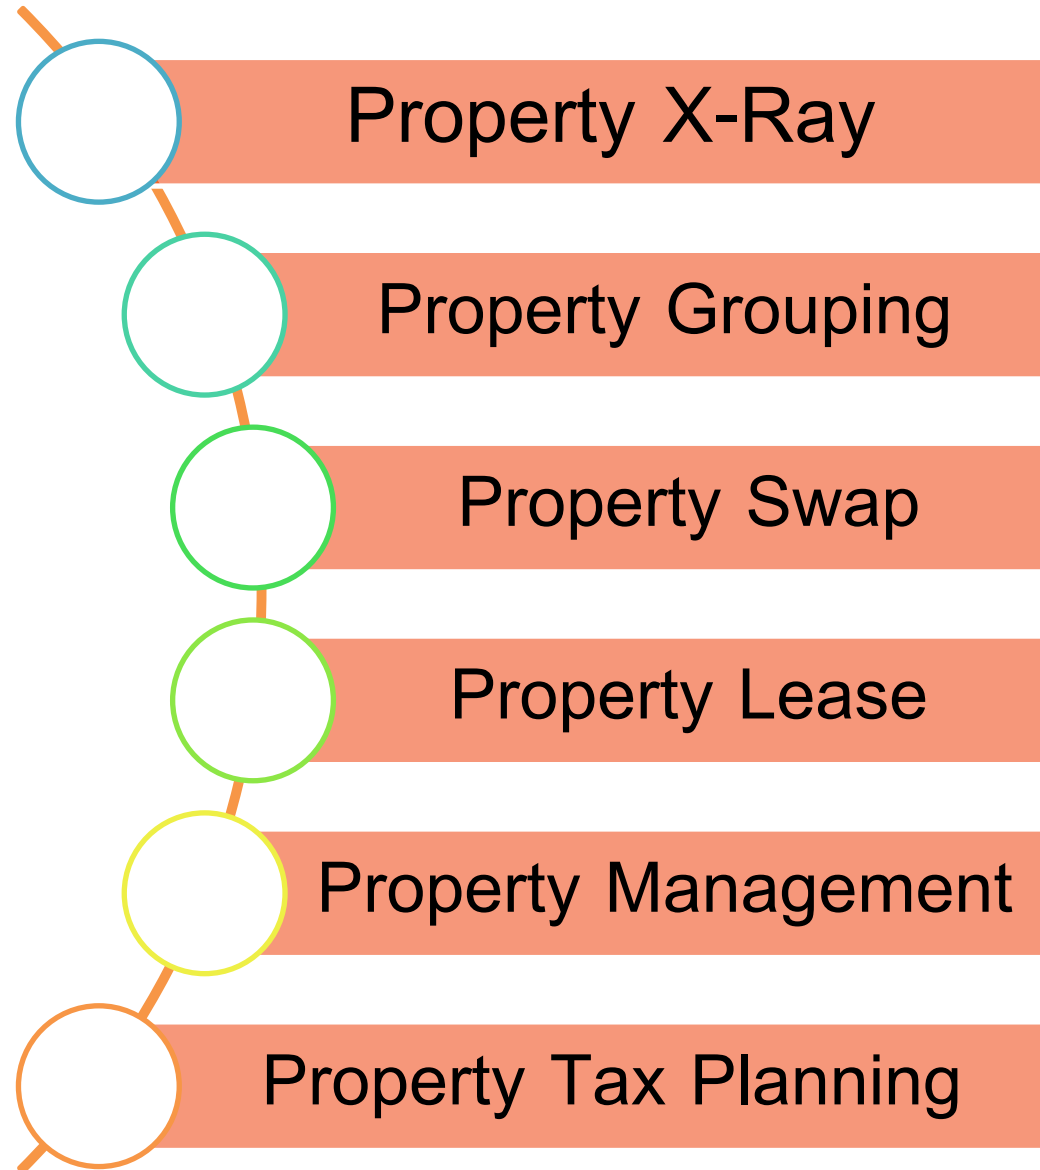 Property X-Ray
Property Grouping
Property Swap
Property Lease
Property Management
Property Tax Planning